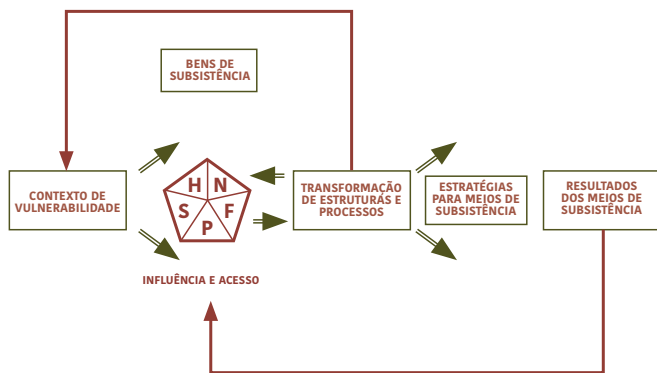 BENS DE
SUBSISTÊNCIA
CONTEXTO DE
VULNERABILIDADE
H N
S F
P
TRANSFORMAÇÃO
DE ESTRUTURAS E
PROCESSOS
ESTRATÉGIAS
PARA MEIOS DE
SUBSISTÊNCIA
RESULTADOS
DOS MEIOS DE
SUBSISTÊNCIA
INFLUÊNCIA E ACESSO